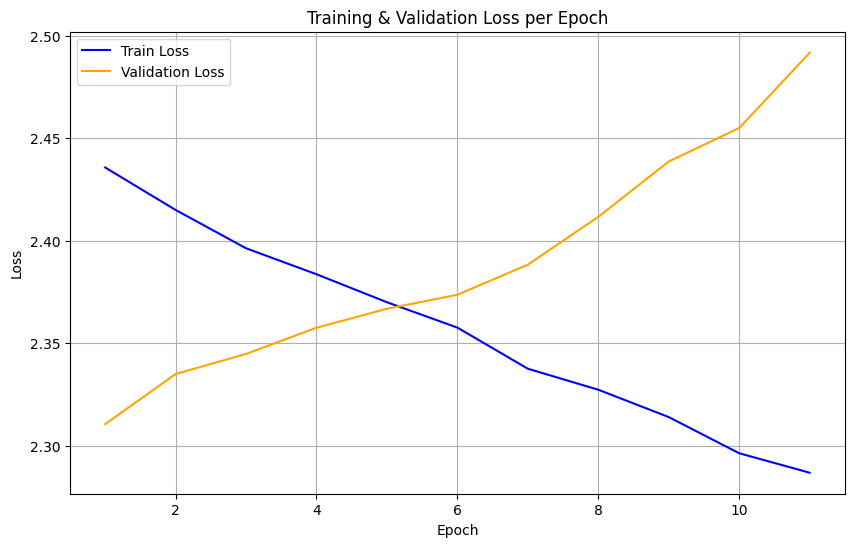 Training & Validation Loss per Epoch
2.50
Train Loss
Validation Loss
2.45
2.40
Loss
2.35
2.30
2 4 6 8 10
Epoch